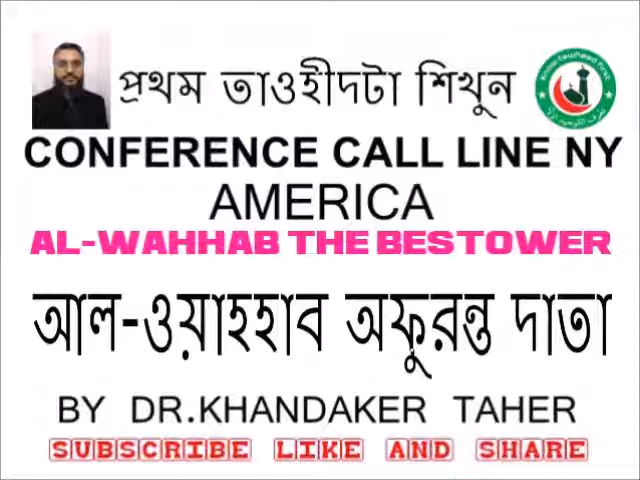 প্রথম তাওহীদটা শিখুন
CONFERENCE CALL LINE NY
AMERICA
AL-WAHHAB THE BESTOWER
আল-ওয়াহহাব অফুরন্ত দাতা
BY DR.KHANDAKER TAHER
SUBSCRIBE LIKE AND SHARE